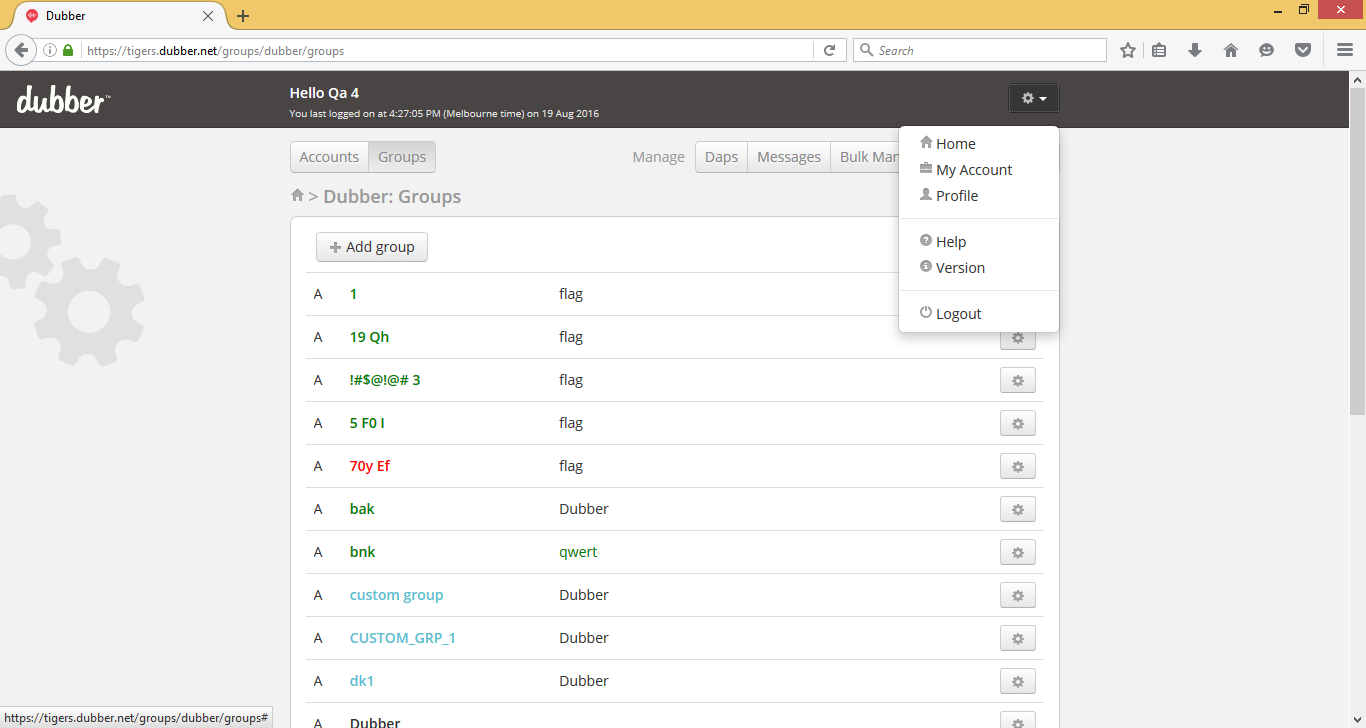 Dubber
https://tigers.dubber.net/groups/dubber/groups
Search
dubber™
Hello Qa 4
You last logged on at 4:27:05 PM (Melbourne time) on 19 Aug 2016
Accounts Groups Manage Daps Messages Bulk Man
Home
My Account
Profile
Help
Version
Logout
> Dubber: Groups
Add group
A 1 flag
A 19 Qh flag
A !#$@!@# 3 flag
A 5 F0 I flag
A 70y Ef flag
A bak Dubber
A bnk qwert
A custom group Dubber
A CUSTOM_GRP_1 Dubber
A dk1 Dubber
A Dubber
https://tigers.dubber.net/groups/dubber/groups#